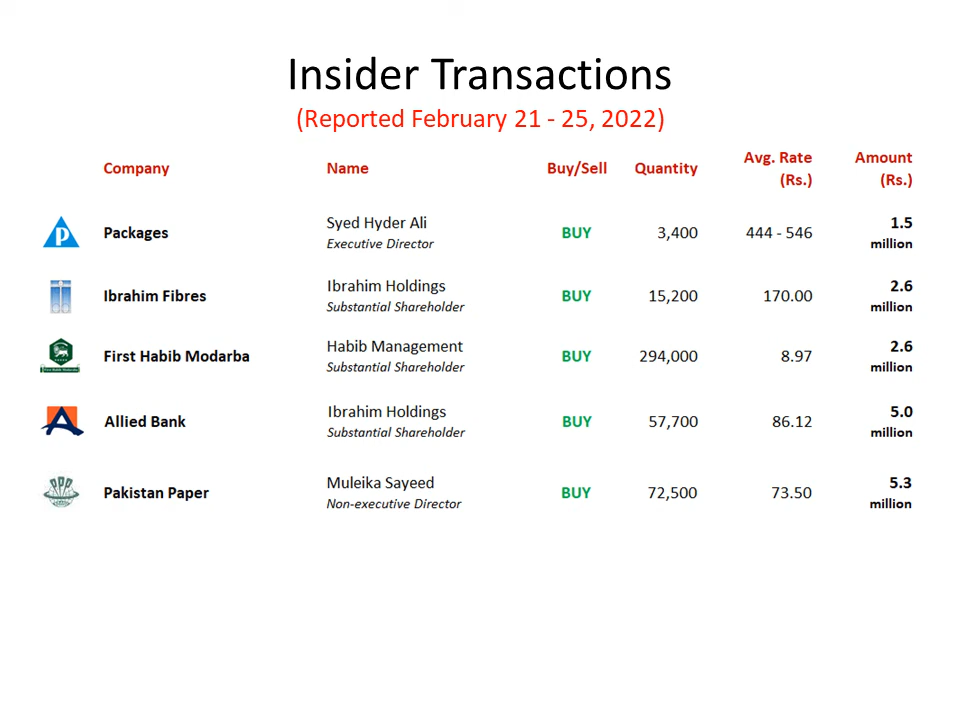 Insider Transactions
(Reported February 21 - 25, 2022)
Company Name Buy/Sell Quantity Avg. Rate (Rs.) Amount (Rs.)
P
Packages Syed Hyder Ali BUY 3,400 444 - 546 1.5 million
Executive Director
Ibrahim Fibres Ibrahim Holdings BUY 15,200 170.00 2.6 million
Substantial Shareholder
First Habib Modarba Habib Management BUY 294,000 8.97 2.6 million
Substantial Shareholder
Allied Bank Ibrahim Holdings BUY 57,700 86.12 5.0 million
Substantial Shareholder
PPP
Pakistan Paper Muleika Sayeed BUY 72,500 73.50 5.3 million
Non-executive Director